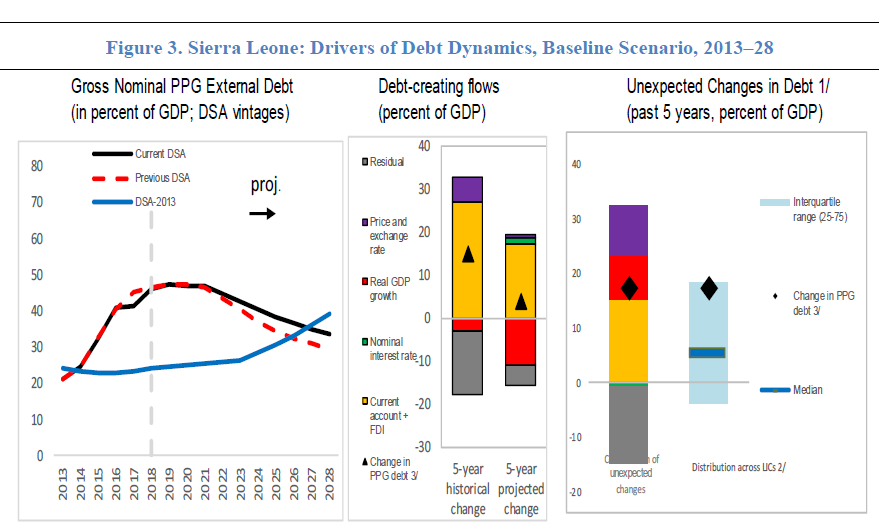 Figure 3. Sierra Leone: Drivers of Debt Dynamics, Baseline Scenario, 2013–28
Gross Nominal PPG External Debt
(in percent of GDP; DSA vintages)
80
70
60
50
40
30
20
10
0
Current DSA
Previous DSA
DSA-2013
proj.
2013
2014
2015
2016
2017
2018
2019
2020
2021
2022
2023
2024
2025
2026
2027
2028
Debt-creating flows
(percent of GDP)
Residual
Price and
exchange
rate
Real GDP
growth
Nominal
interest rate
Current
account +
FDI
Change in
PPG debt 3/
40
30
20
10
0
-10
-20
-30
5-year
historical
change
5-year
projected
change
Unexpected Changes in Debt 1/
(past 5 years, percent of GDP)
40
30
20
10
0
-10
-20
of
unexpected
changes
Distribution across LICs 2/
Interquartile
range (25-75)
Change in PPG
debt 3/
Median